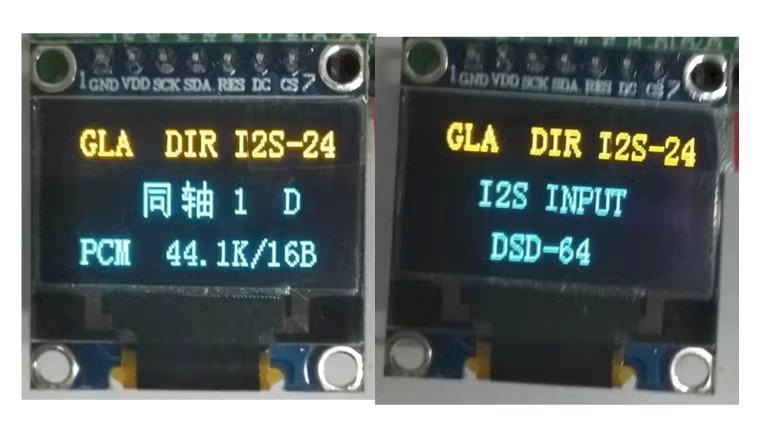 1 GND VDD SCK SDA RES DC CS 7
GLA DIR I2S-24
同轴 1 D
PCM 44.1K/16B
1 GND VDD SCK SDA RES DC CS 7
GLA DIR I2S-24
I2S INPUT
DSD-64